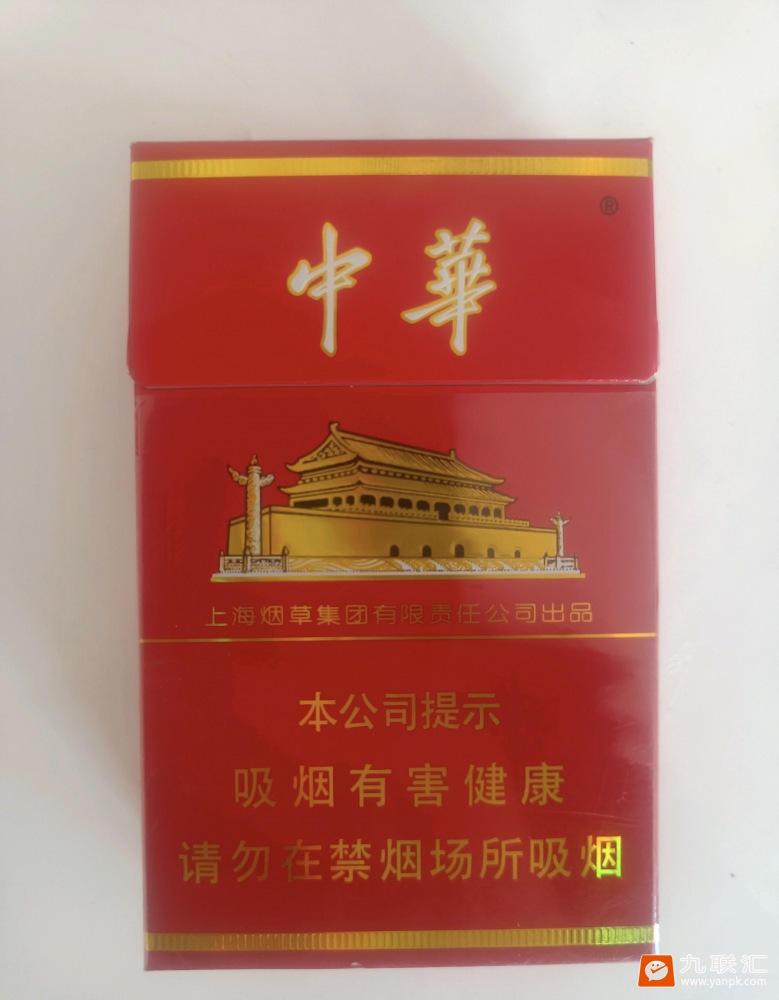 中華
®
上海烟草集团有限责任公司出品
本公司提示
吸烟有害健康
请勿在禁烟场所吸烟
九联汇
www.yanpk.com